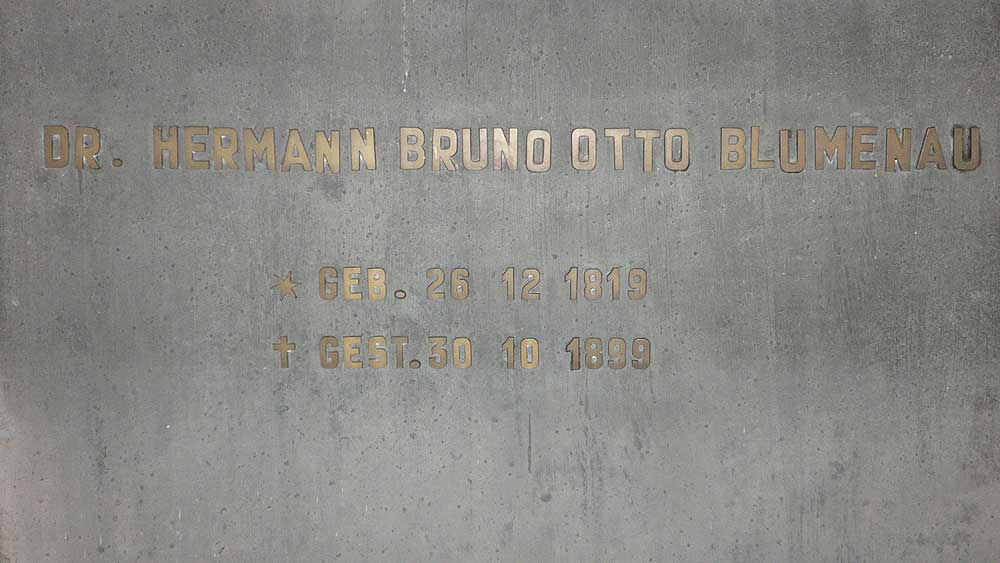 DR. HERMANN BRUNO OTTO BLUMENAU
* GEB. 26 12 1819
† GEST. 30 10 1899